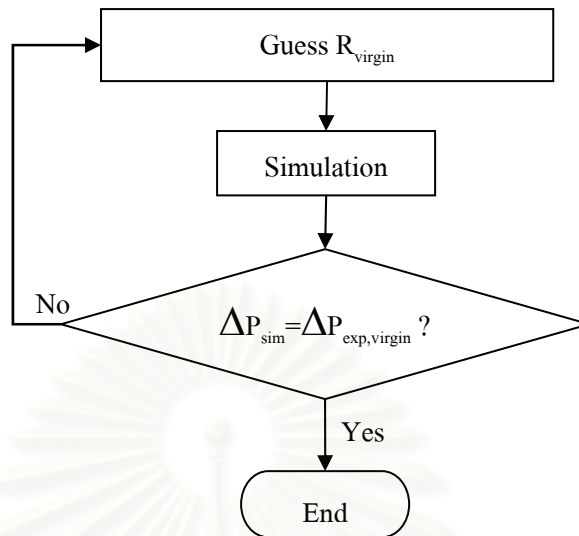 Guess R_virgin
Simulation
No
ΔP_sim=ΔP_exp,virgin ?
Yes
End